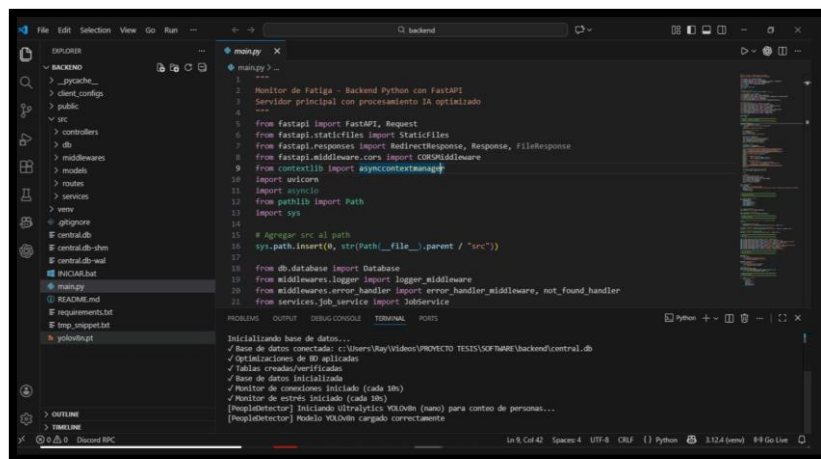 File Edit Selection View Go Run ...
backend
EXPLORER
BACKEND
__pycache__
client_configs
public
src
controllers
db
middlewares
models
routes
services
venv
.gitignore
central.db
central.db-shm
central.db-wal
INICIAR.bat
main.py
README.md
requirements.txt
tmp_snippet.txt
yolov8n.pt
OUTLINE
TIMELINE
main.py
main.py > ...
1 """
2 Monitor de Fatiga - Backend Python con FastAPI
3 Servidor principal con procesamiento IA optimizado
4 """
5 from fastapi import FastAPI, Request
6 from fastapi.staticfiles import StaticFiles
7 from fastapi.responses import RedirectResponse, Response, FileResponse
8 from fastapi.middleware.cors import CORSMiddleware
9 from contextlib import asynccontextmanager
10 import uvicorn
11 import asyncio
12 from pathlib import Path
13 import sys
14
15 # Agregar src al path
16 sys.path.insert(0, str(Path(__file__).parent / "src"))
17
18 from db.database import Database
19 from middlewares.logger import logger_middleware
20 from middlewares.error_handler import error_handler_middleware, not_found_handler
21 from services.job_service import JobService
PROBLEMS OUTPUT DEBUG CONSOLE TERMINAL PORTS
Python
Inicializando base de datos...
✓ Base de datos conectada: c:\Users\Ray\Videos\PROYECTO TESIS\SOFTWARE\backend\central.db
✓ Optimizaciones de BD aplicadas
✓ Tablas creadas/verificadas
✓ Base de datos inicializada
✓ Monitor de conexiones iniciado (cada 10s)
✓ Monitor de estrés iniciado (cada 10s)
[PeopleDetector] Iniciando Ultralytics YOLOv8n (nano) para conteo de personas...
[PeopleDetector] Modelo YOLOv8n cargado correctamente
0 0 Discord RPC
Ln 9, Col 42 Spaces: 4 UTF-8 CRLF {} Python 3.12.4 (venv) Go Live